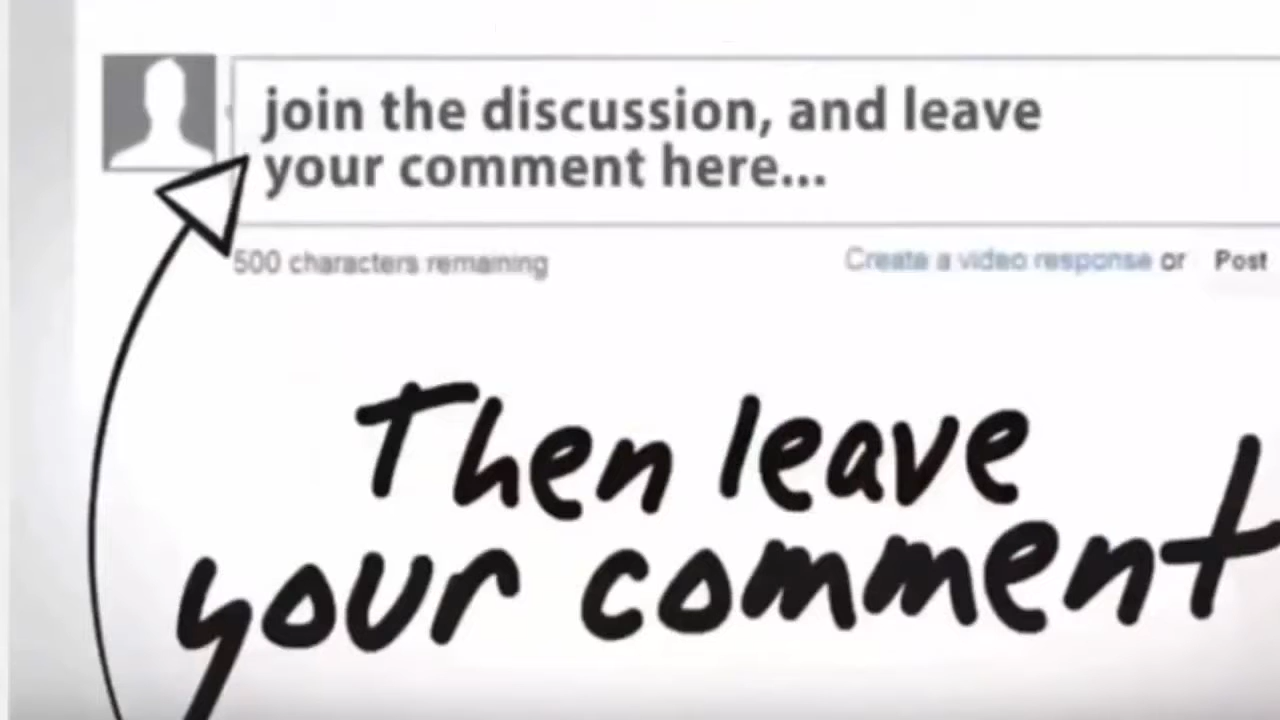 join the discussion, and leave
your comment here...
500 characters remaining
Create a video response or Post
Then leave
your comment